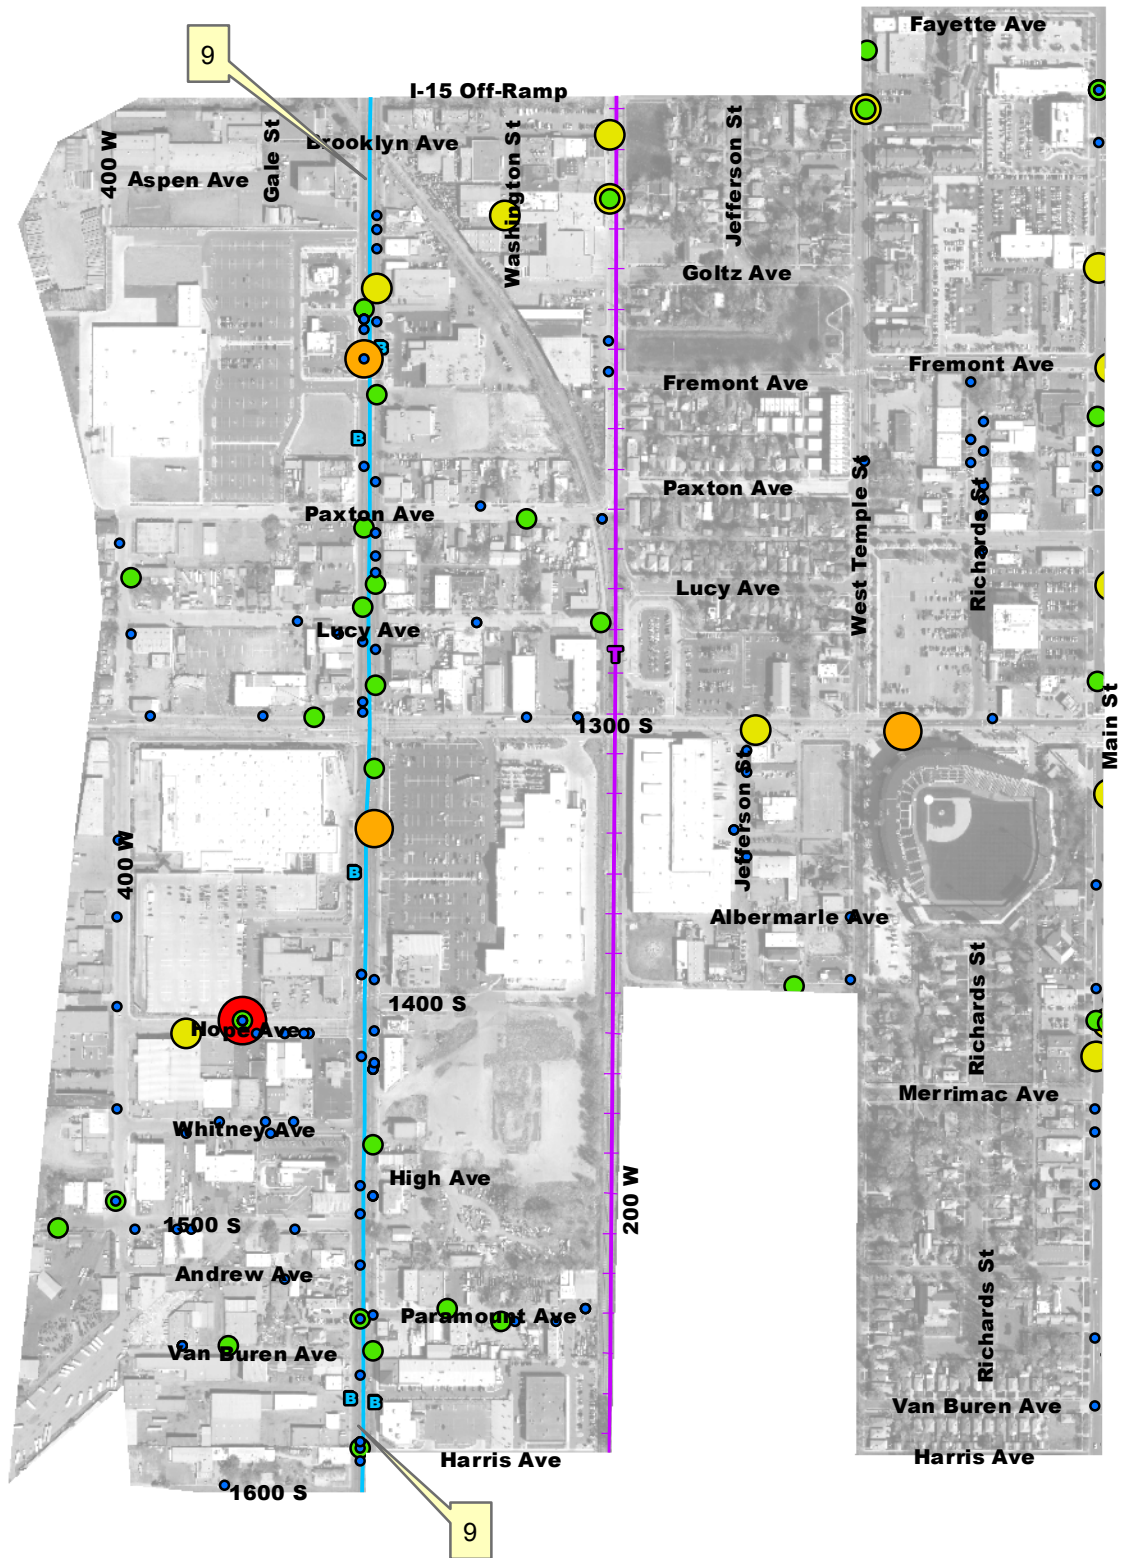 Fayette Ave
9
I-15 Off-Ramp
Brooklyn Ave
400 W
Gale St
Aspen Ave
Washington St
Jefferson St
Goltz Ave
B
Fremont Ave
Fremont Ave
B
Paxton Ave
Paxton Ave
West Temple St
Richards St
Lucy Ave
Lucy Ave
T
1300 S
Main St
Jefferson St
400 W
B
Albermarle Ave
1400 S
Richards St
Hope Ave
Merrimac Ave
Whitney Ave
High Ave
200 W
1500 S
Andrew Ave
Richards St
Paramount Ave
Van Buren Ave
B
B
Van Buren Ave
Harris Ave
Harris Ave
1600 S
9